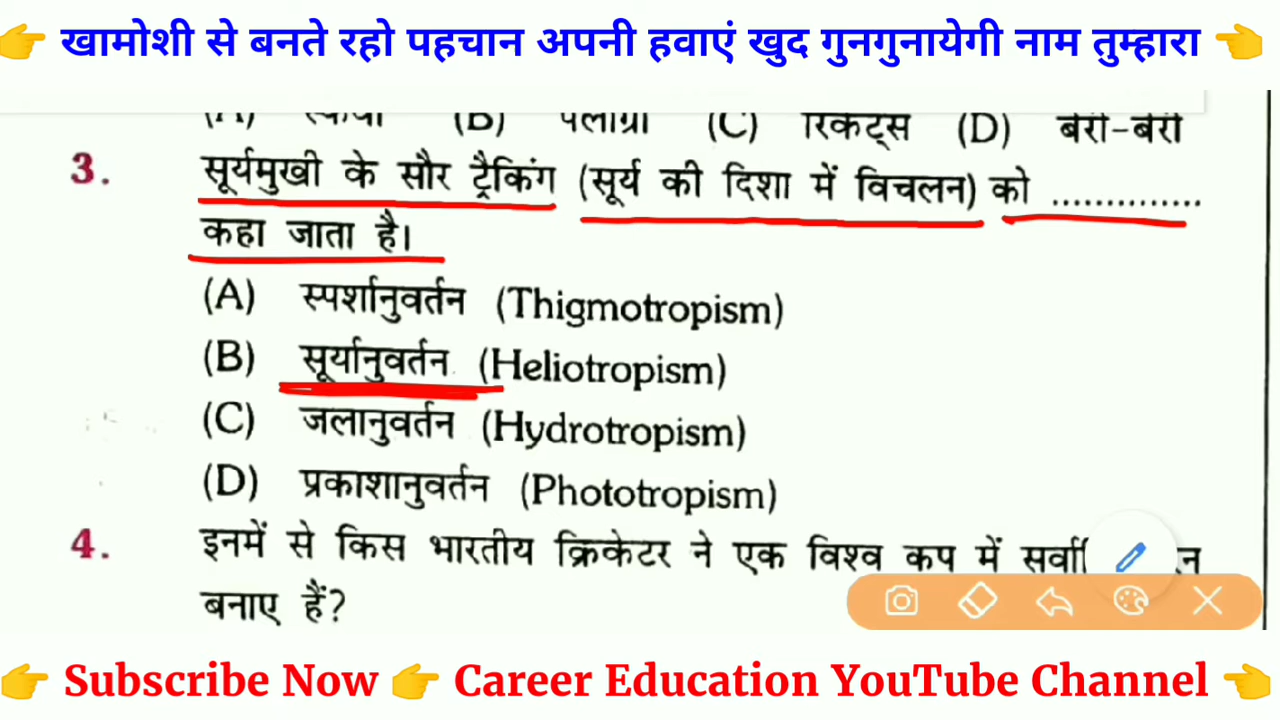 👉 खामोशी से बनते रहो पहचान अपनी हवाएं खुद गुनगुनायेगी नाम तुम्हारा 👈
(A) स्कर्वी (B) पेलाग्रा (C) रिकेट्स (D) बेरी-बेरी
3. सूर्यमुखी के सौर ट्रैकिंग (सूर्य की दिशा में विचलन) को ..............
कहा जाता है।
(A) स्पर्शानुवर्तन (Thigmotropism)
(B) सूर्यानुवर्तन (Heliotropism)
(C) जलानुवर्तन (Hydrotropism)
(D) प्रकाशानुवर्तन (Phototropism)
4. इनमें से किस भारतीय क्रिकेटर ने एक विश्व कप में
बनाए हैं?
👉 Subscribe Now 👉 Career Education YouTube Channel 👈